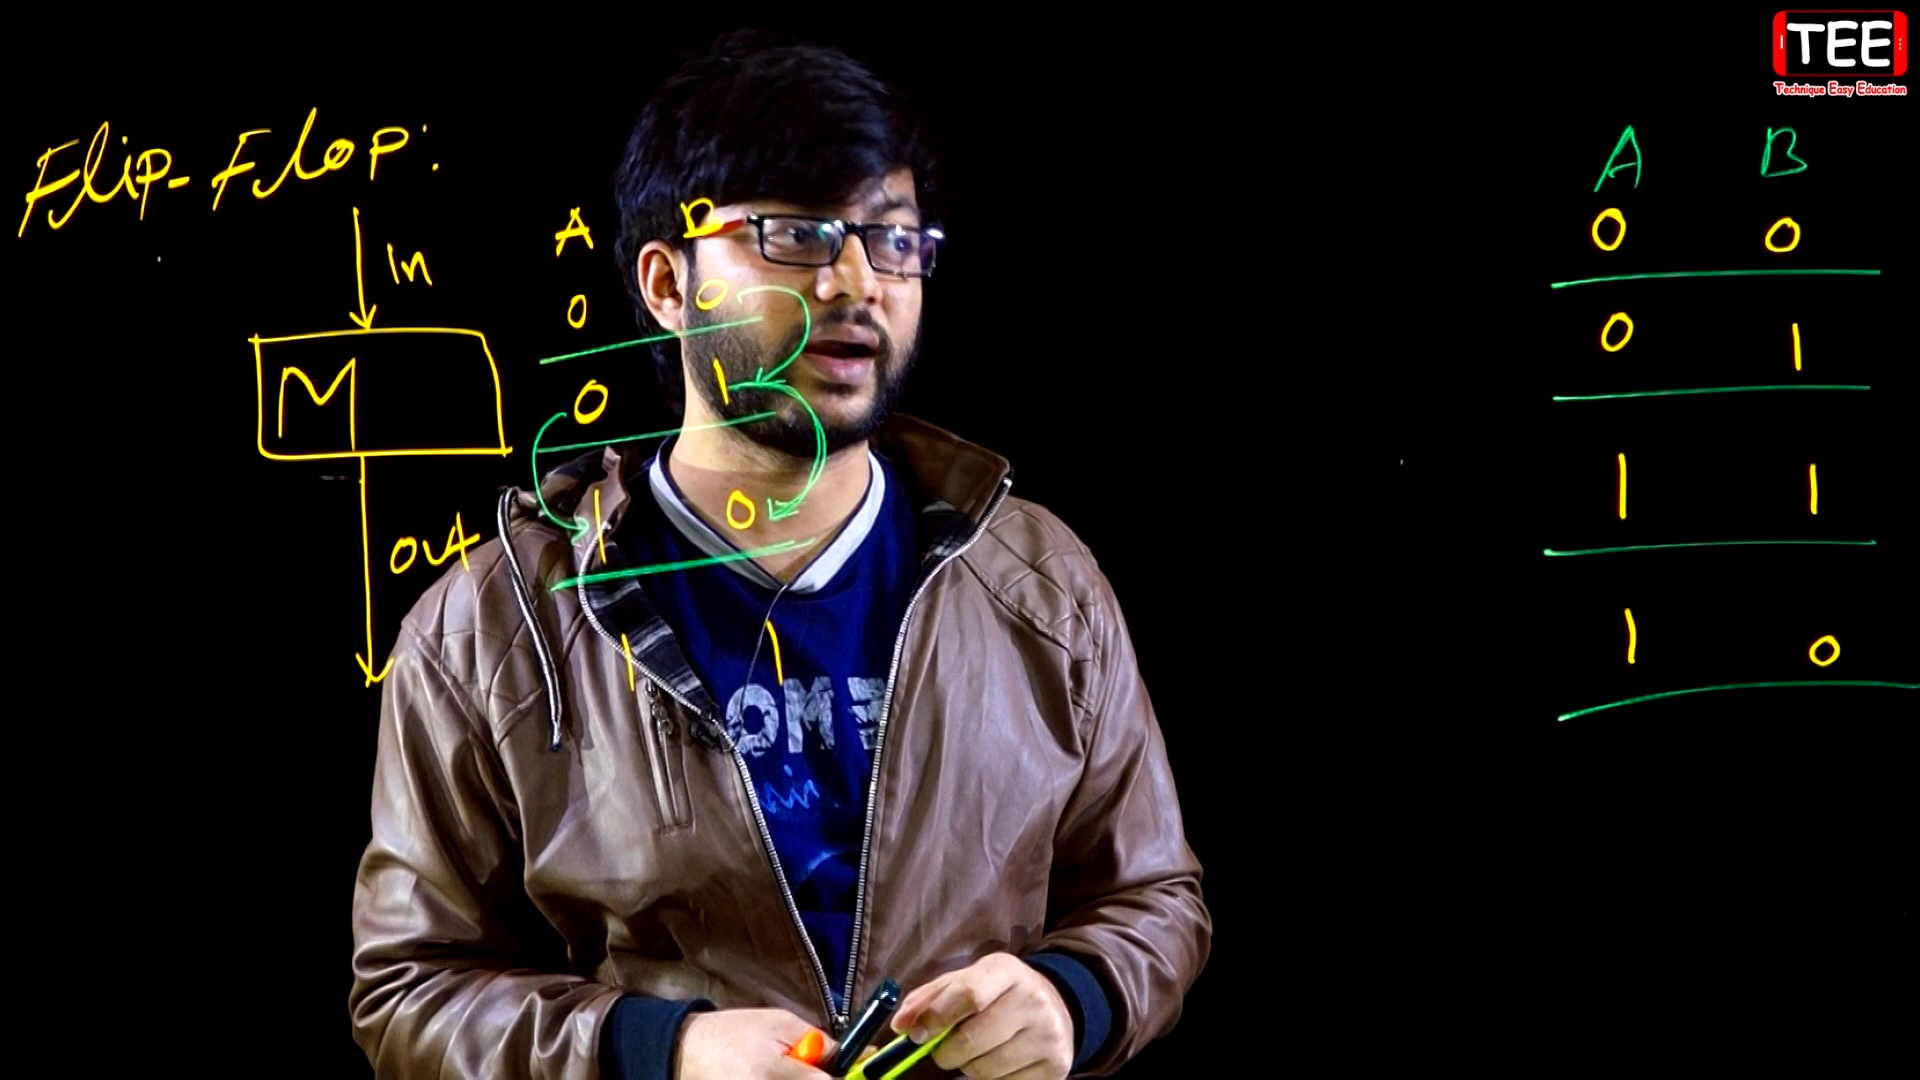 Flip-Flop:
In
M
out
A B
0 0
0 1
1 0
1 1
A B
0 0
0 1
1 1
1 0
TEE
Technique Easy Education